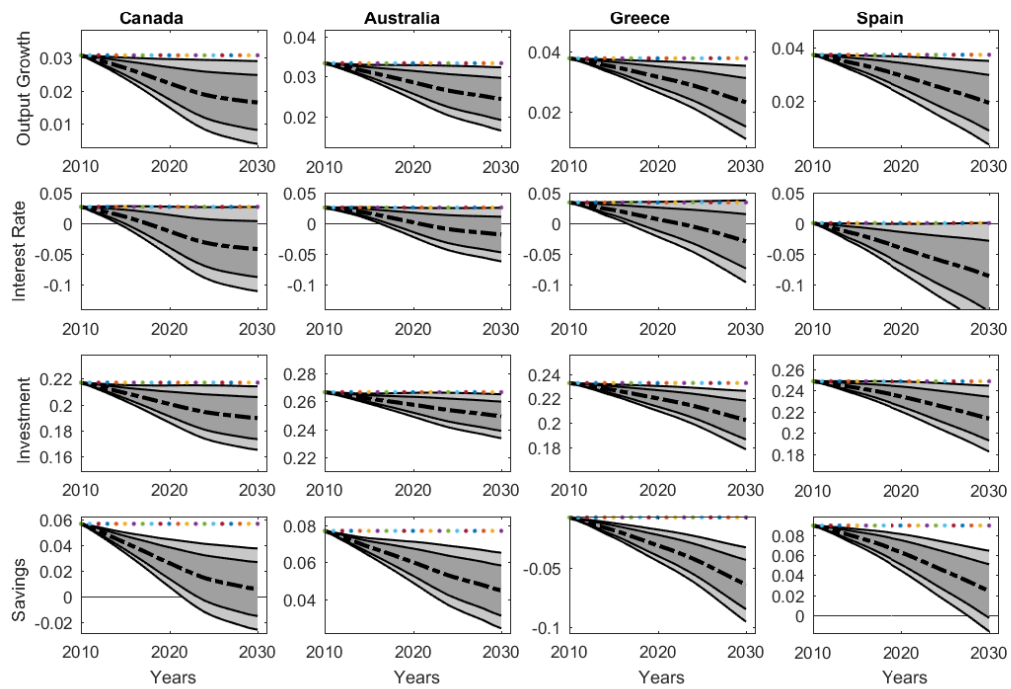 Canada Australia Greece Spain
Output Growth
0.03 0.02 0.01
0.04 0.03 0.02
0.04 0.02
0.04 0.02
2010 2020 2030 2010 2020 2030 2010 2020 2030 2010 2020 2030
Interest Rate
0.05 0 -0.05 -0.1
0.05 0 -0.05 -0.1
0.05 0 -0.05 -0.1
0.05 0 -0.05 -0.1
2010 2020 2030 2010 2020 2030 2010 2020 2030 2010 2020 2030
Investment
0.22 0.2 0.18 0.16
0.28 0.26 0.24 0.22
0.24 0.22 0.2 0.18
0.26 0.24 0.22 0.2 0.18
2010 2020 2030 2010 2020 2030 2010 2020 2030 2010 2020 2030
Savings
0.06 0.04 0.02 0 -0.02
0.08 0.06 0.04
-0.05 -0.1
0.08 0.06 0.04 0.02 0
2010 2020 2030 2010 2020 2030 2010 2020 2030 2010 2020 2030
Years Years Years Years